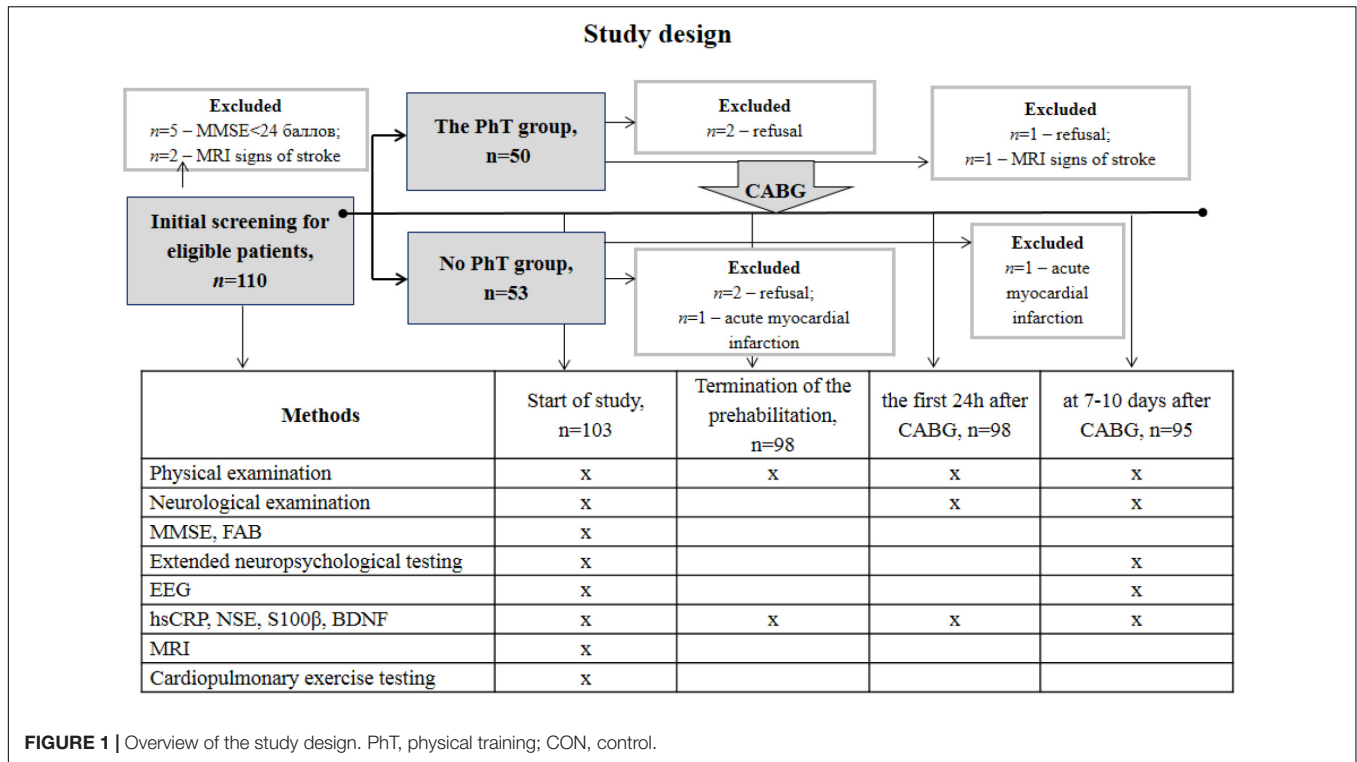 Study design
Excluded
n=5 – MMSE<24 баллов;
n=2 – MRI signs of stroke
The PhT group,
n=50
Excluded
n=2 – refusal
Excluded
n=1 – refusal;
n=1 – MRI signs of stroke
CABG
Initial screening for
eligible patients,
n=110
No PhT group,
n=53
Excluded
n=2 – refusal;
n=1 – acute myocardial
infarction
Excluded
n=1 – acute
myocardial
infarction
Methods
Start of study,
n=103
Termination of the
prehabilitation,
n=98
the first 24h after
CABG, n=98
at 7-10 days after
CABG, n=95
Physical examination x x x x
Neurological examination x x x
MMSE, FAB x
Extended neuropsychological testing x x
EEG x x
hsCRP, NSE, S100β, BDNF x x x x
MRI x
Cardiopulmonary exercise testing x
FIGURE 1 | Overview of the study design. PhT, physical training; CON, control.